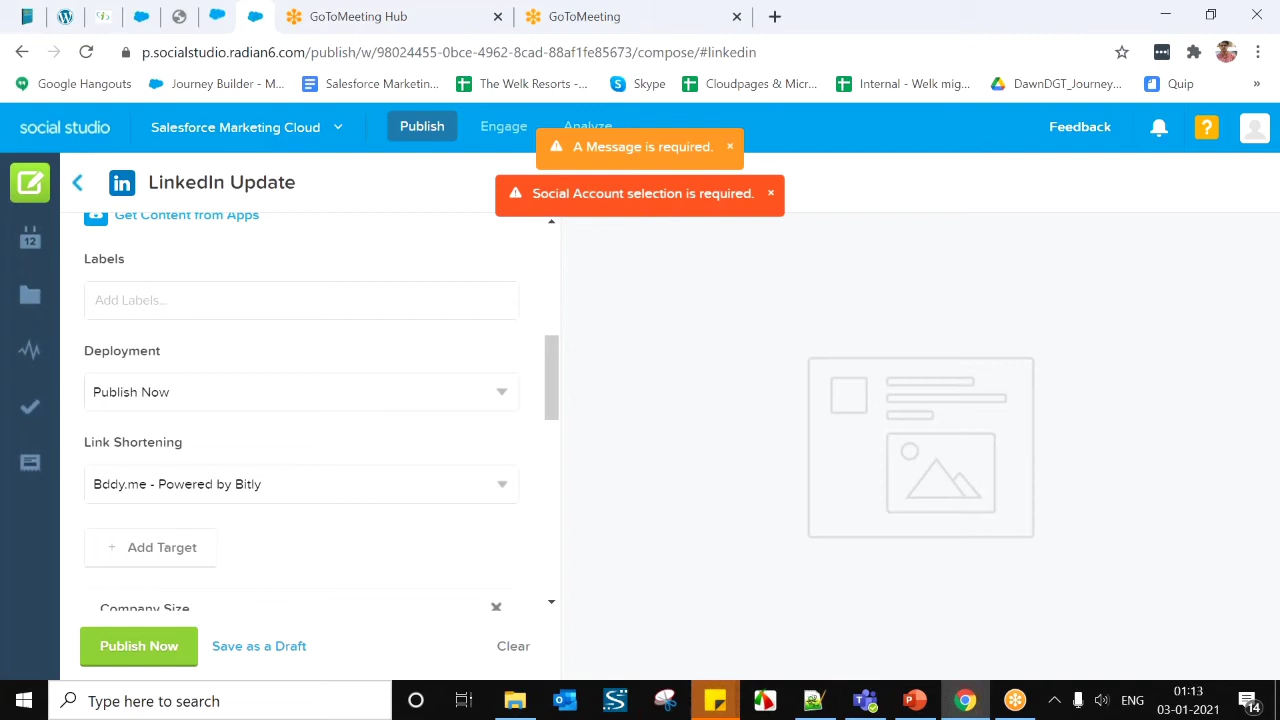 GoToMeeting Hub
GoToMeeting
p.socialstudio.radian6.com/publish/w/98024455-0bce-4962-8cad-88af1fe85673/compose/#linkedin
Google Hangouts
Journey Builder - M...
Salesforce Marketin...
The Welk Resorts -...
Skype
Cloudpages & Micr...
Internal - Welk mig...
DawnDGT_Journey...
Quip
»
social studio
Salesforce Marketing Cloud
Publish
Engage
Analyze
Feedback
?
A Message is required.
LinkedIn Update
Social Account selection is required.
Get Content from Apps
12
Labels
Add Labels...
Deployment
Publish Now
Link Shortening
Bddy.me - Powered by Bitly
+ Add Target
Company Size
Publish Now
Save as a Draft
Clear
Type here to search
ENG
01:13
03-01-2021
14